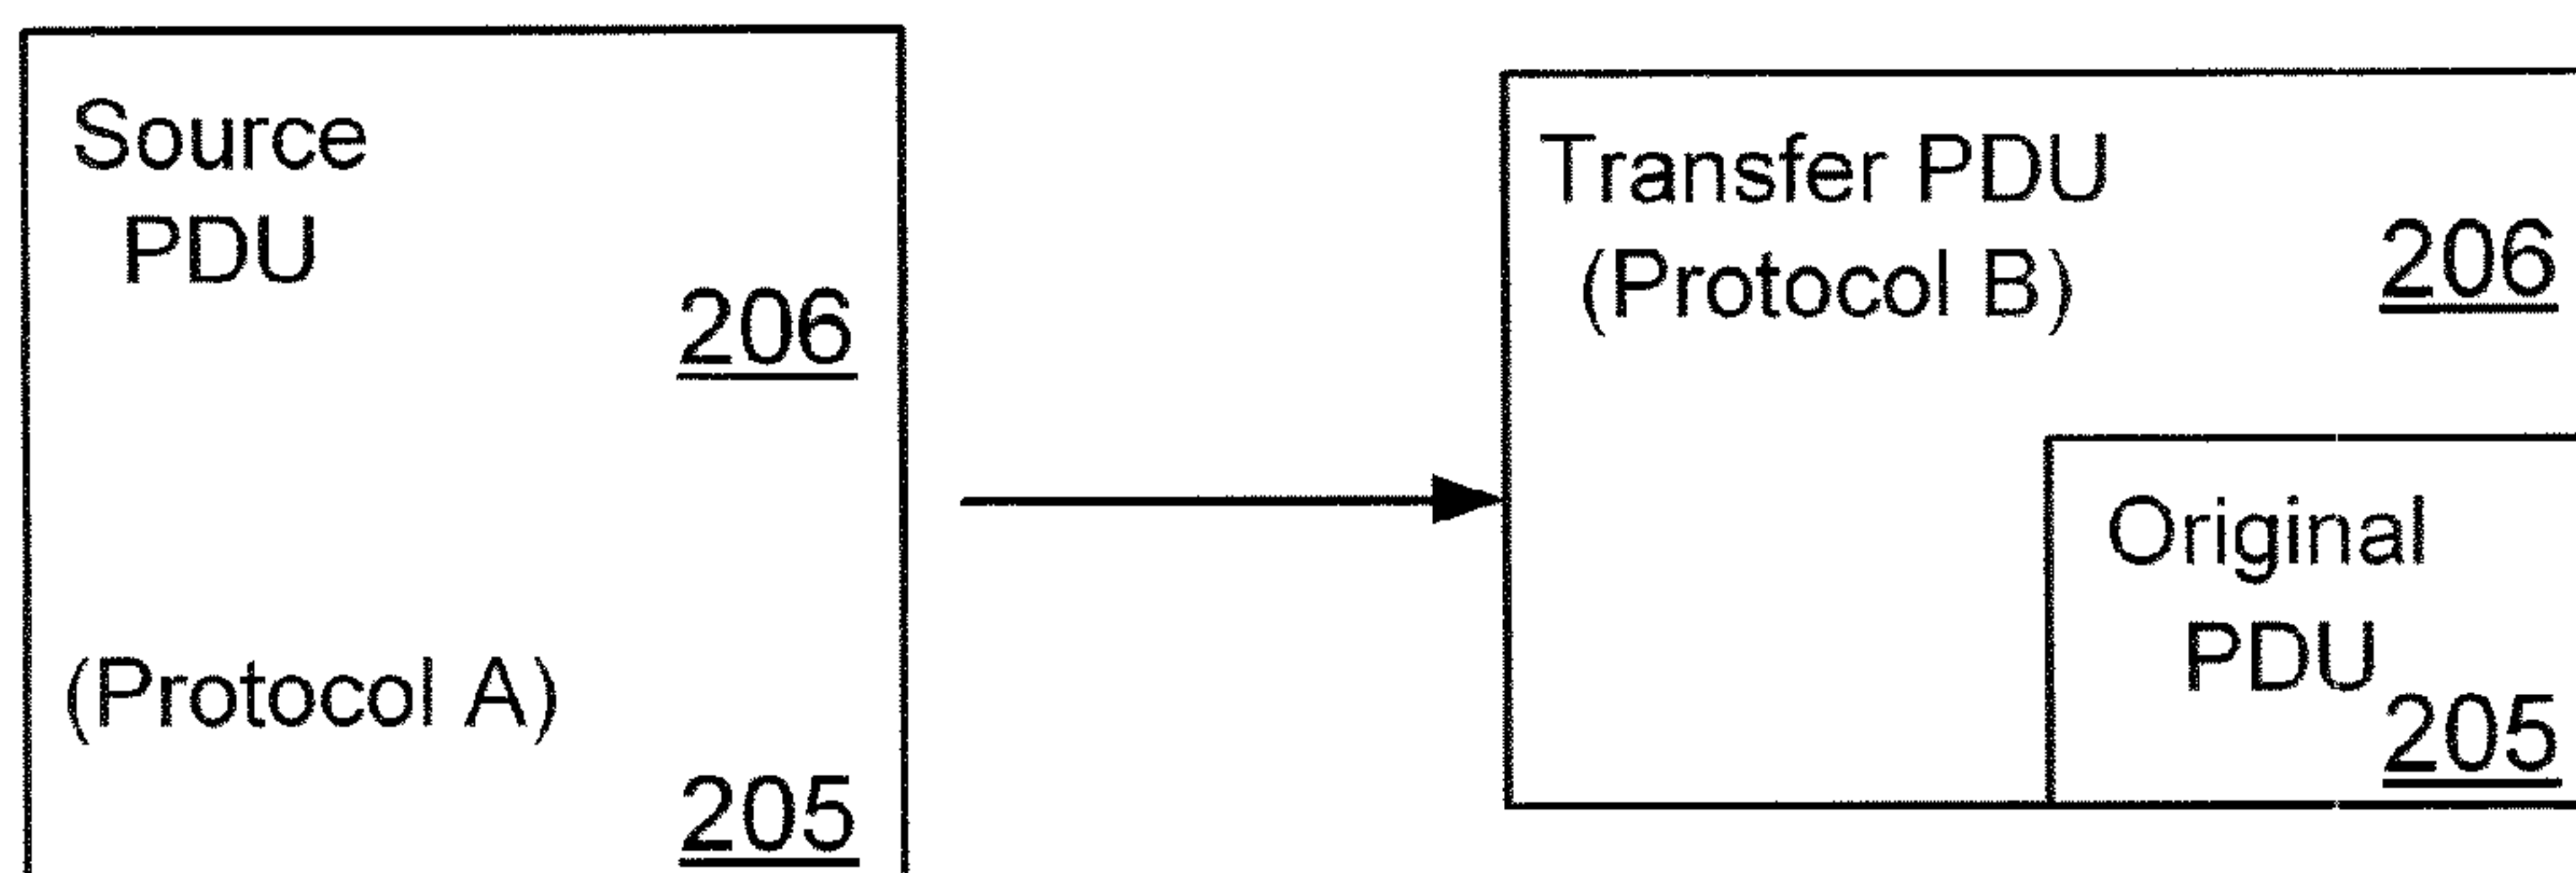 Source
PDU
206
(Protocol A)
205
Transfer PDU
(Protocol B)
206
Original
PDU
205